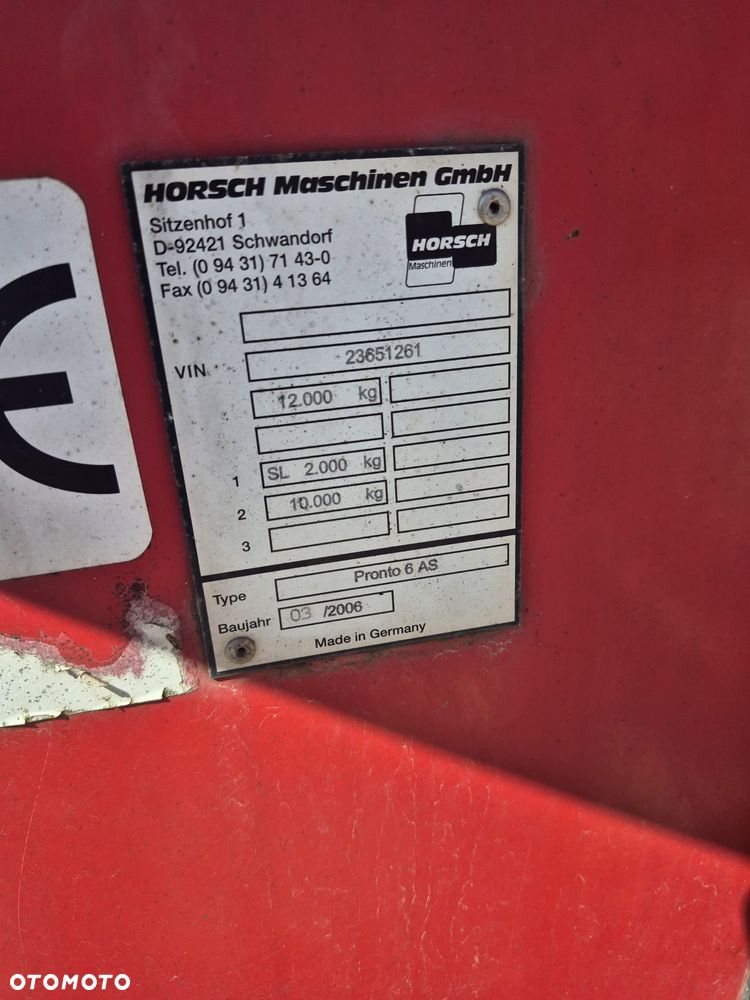 HORSCH Maschinen GmbH
Sitzenhof 1
D-92421 Schwandorf
Tel. (0 94 31) 71 43-0
Fax (0 94 31) 4 13 64
HORSCH
Maschinen
VIN 23651261
12.000 kg
1 SL 2.000 kg
2 10.000 kg
3
Type Pronto 6 AS
Baujahr 03 /2006
Made in Germany
CE
OTOMOTO